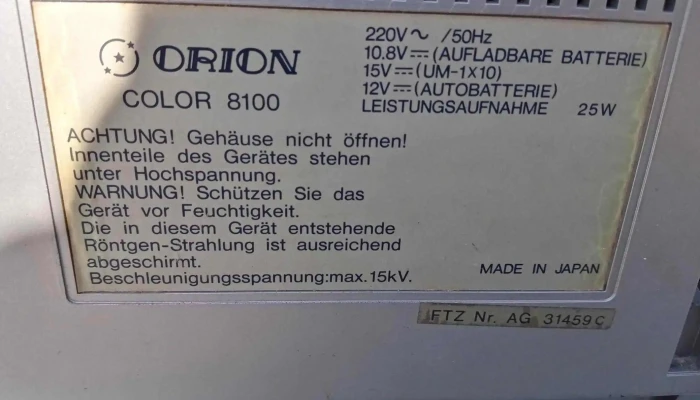 ORION
COLOR 8100
220V~ /50Hz
10.8V⎓(AUFLADBARE BATTERIE)
15V⎓(UM-1X10)
12V⎓(AUTOBATTERIE)
LEISTUNGSAUFNAHME 25W
ACHTUNG! Gehäuse nicht öffnen!
Innenteile des Gerätes stehen
unter Hochspannung.
WARNUNG! Schützen Sie das
Gerät vor Feuchtigkeit.
Die in diesem Gerät entstehende
Röntgen-Strahlung ist ausreichend
abgeschirmt.
Beschleunigungsspannung:max.15kV.
MADE IN JAPAN
FTZ Nr. AG 31459C